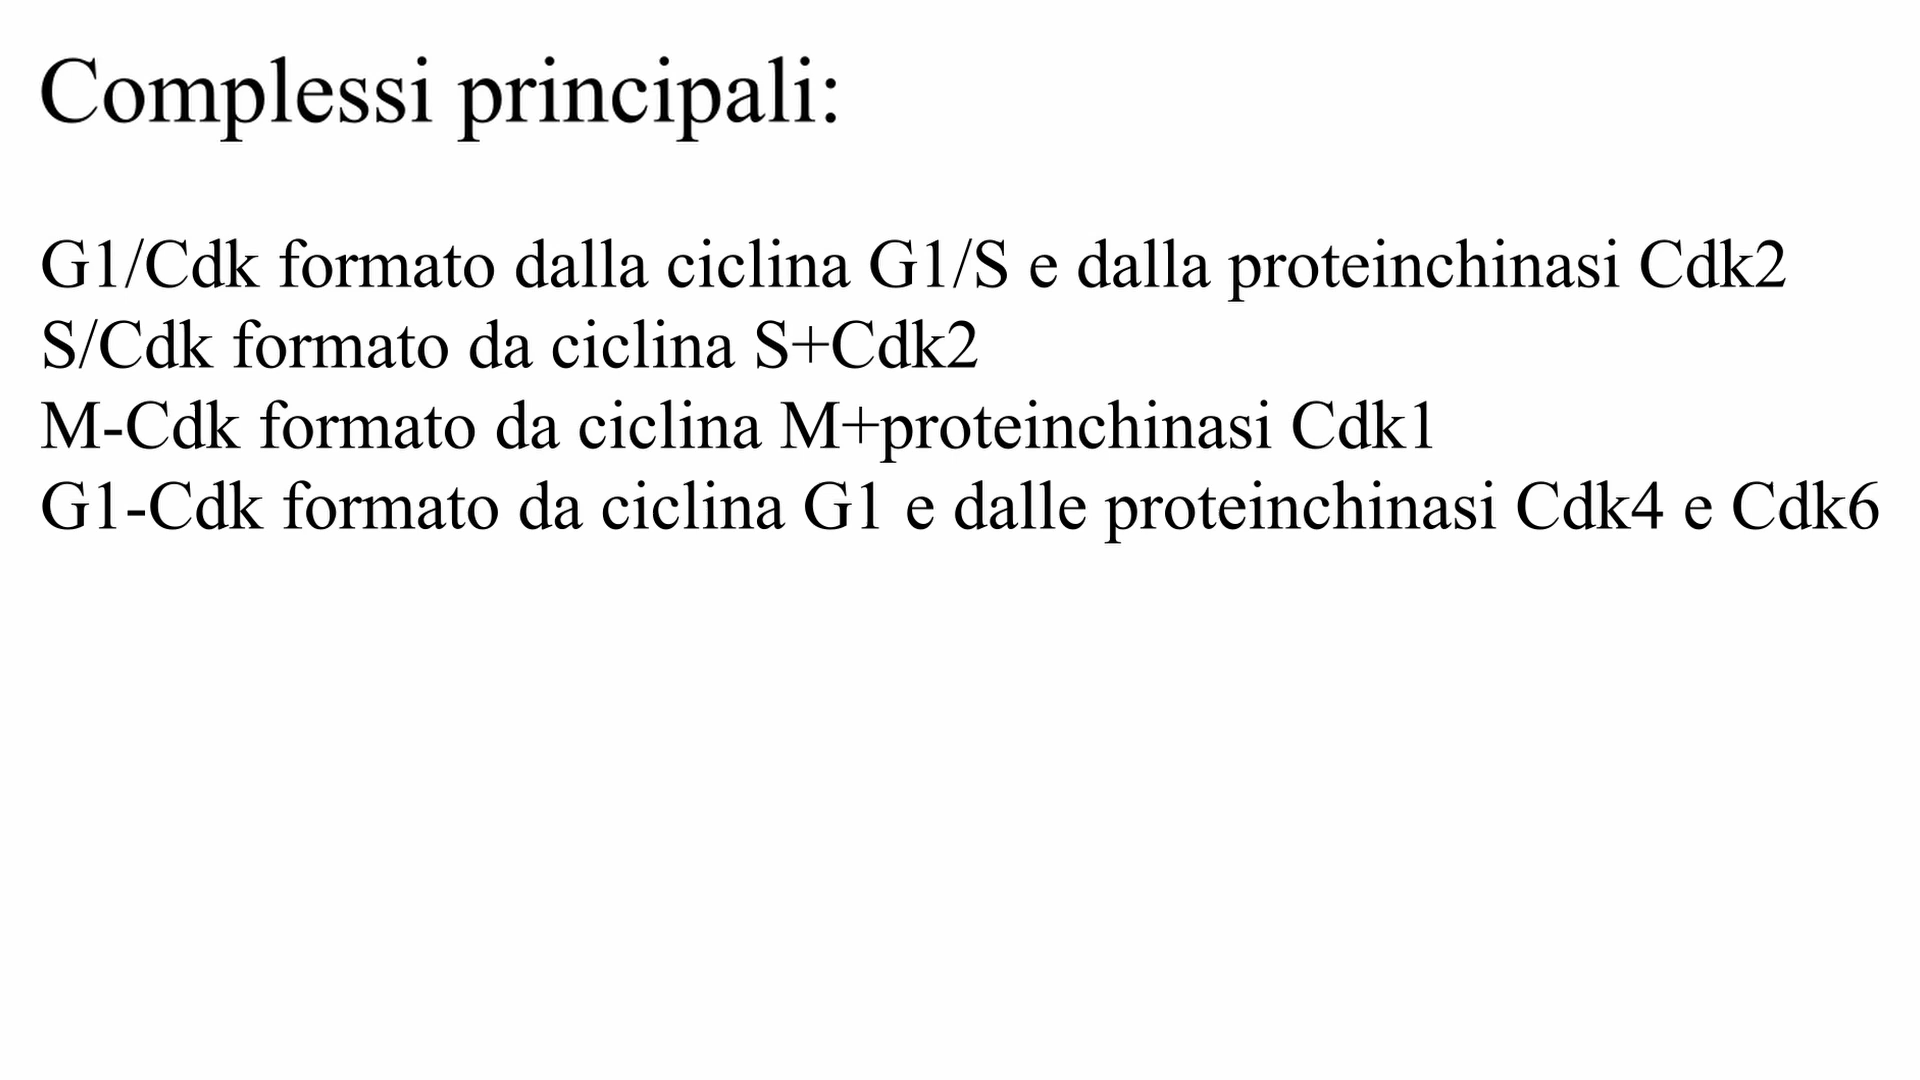 Complessi principali:
G1/Cdk formato dalla ciclina G1/S e dalla proteinchinasi Cdk2
S/Cdk formato da ciclina S+Cdk2
M-Cdk formato da ciclina M+proteinchinasi Cdk1
G1-Cdk formato da ciclina G1 e dalle proteinchinasi Cdk4 e Cdk6